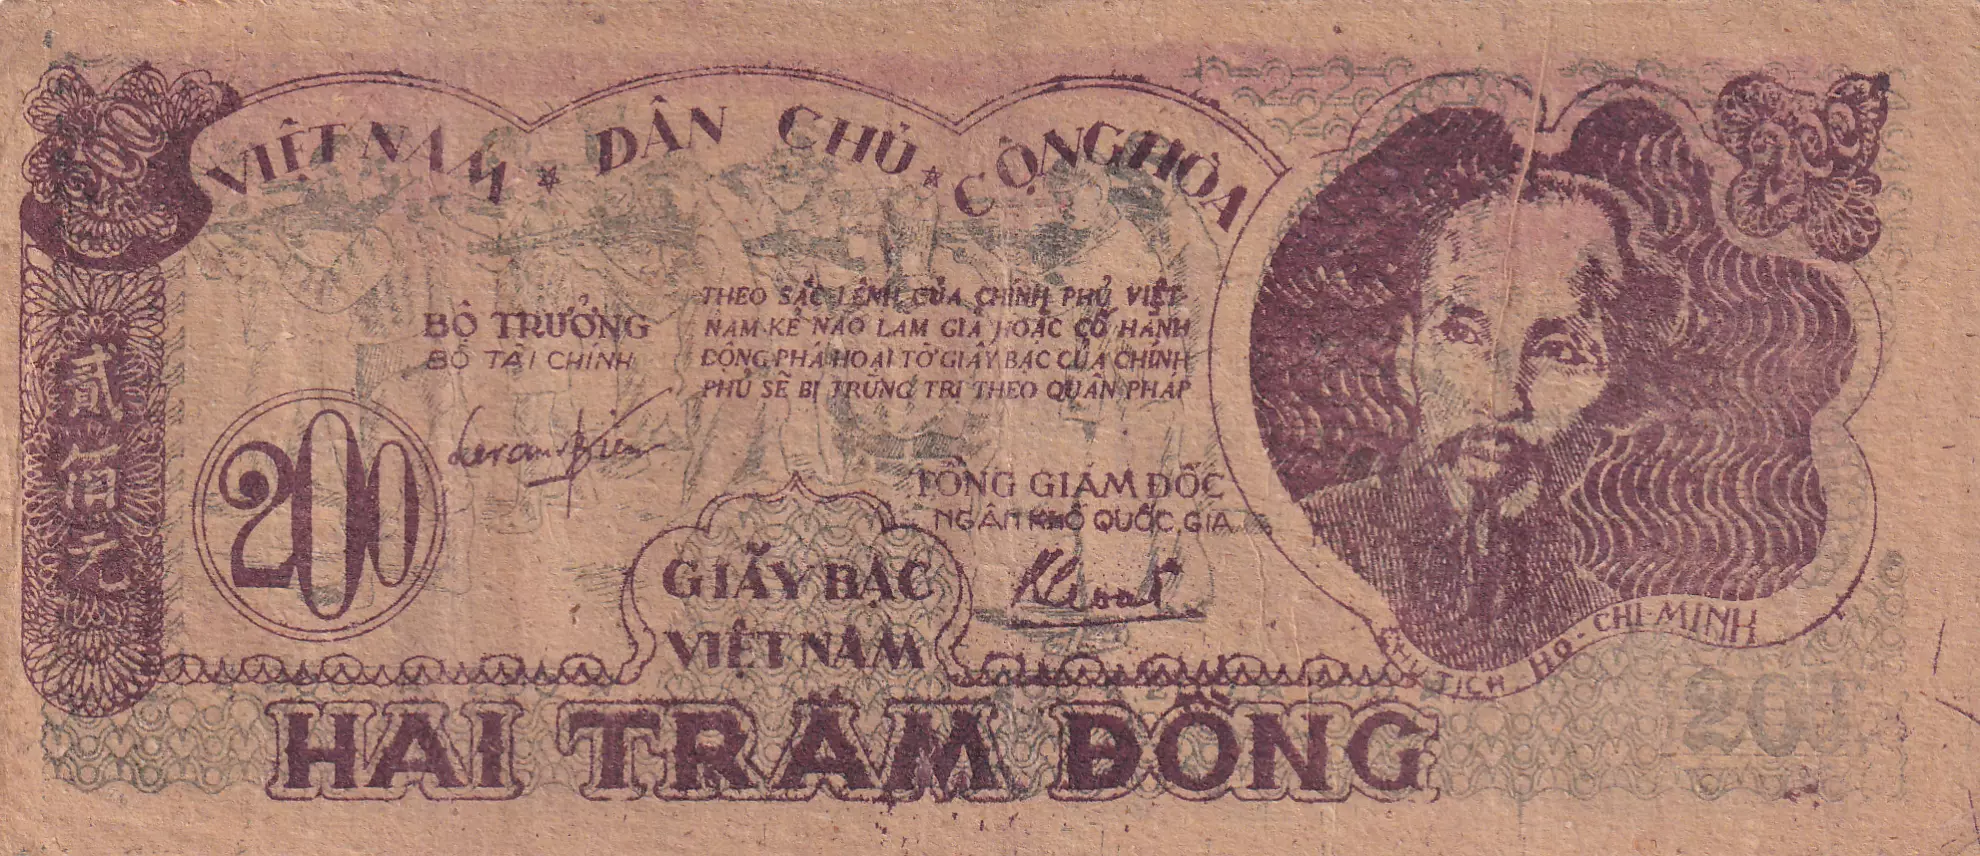 200
VIỆT NAM ★ DÂN CHỦ ★ CỘNG HÒA
BỘ TRƯỞNG
BỘ TÀI CHÍNH
THEO SẮC LỆNH CỦA CHÍNH PHỦ VIỆT-
NAM KẺ NÀO LÀM GIẢ HOẶC CÓ HÀNH
ĐỘNG PHÁ HOẠI TỜ GIẤY BẠC CỦA CHÍNH
PHỦ SẼ BỊ TRỪNG TRỊ THEO QUÂN PHÁP
貳
佰
元
200
TỔNG GIÁM ĐỐC
NGÂN KHỐ QUỐC GIA
GIẤY BẠC
VIỆT NAM
CHỦ TỊCH HỒ-CHÍ-MINH
HAI TRĂM ĐỒNG